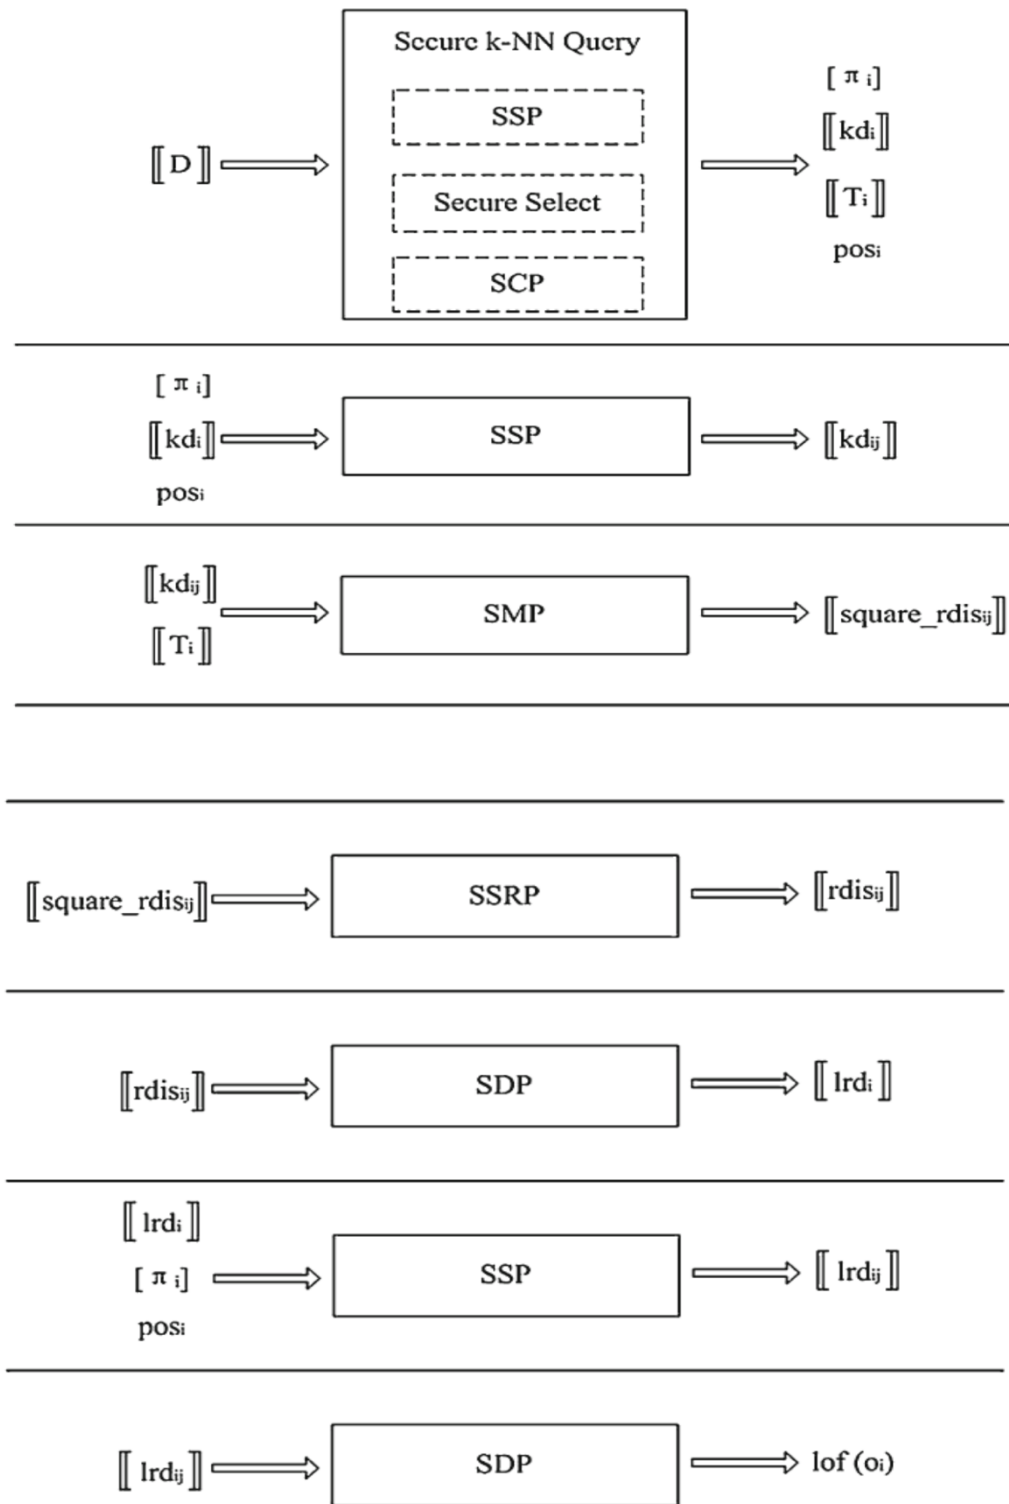 Secure k-NN Query
SSP
Secure Select
SCP
⟦ D ⟧
[ π i ]
⟦ kdi ⟧
⟦ Ti ⟧
posi
[ π i ]
⟦ kdi ⟧
posi
SSP
⟦ kdij ⟧
⟦ kdij ⟧
⟦ Ti ⟧
SMP
⟦ square_rdisij ⟧
⟦ square_rdisij ⟧
SSRP
⟦ rdisij ⟧
⟦ rdisij ⟧
SDP
⟦ lrdi ⟧
⟦ lrdi ⟧
[ π i ]
posi
SSP
⟦ lrdij ⟧
⟦ lrdij ⟧
SDP
lof (oi)